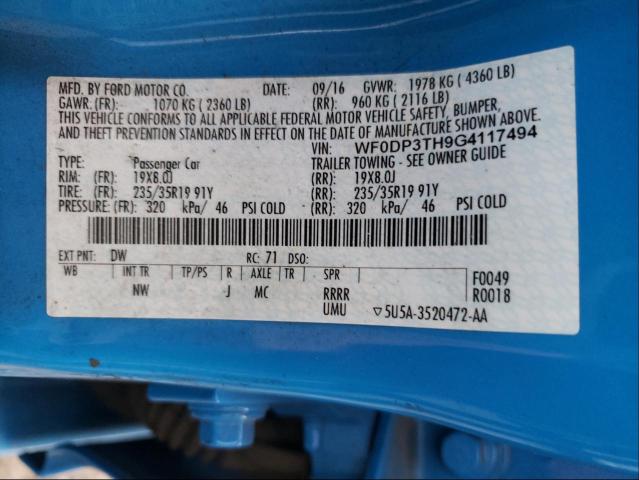 MFD. BY FORD MOTOR CO. DATE: 09/16 GVWR: 1978 KG ( 4360 LB)
GAWR: (FR): 1070 KG ( 2360 LB) (RR): 960 KG ( 2116 LB)
THIS VEHICLE CONFORMS TO ALL APPLICABLE FEDERAL MOTOR VEHICLE SAFETY, BUMPER,
AND THEFT PREVENTION STANDARDS IN EFFECT ON THE DATE OF MANUFACTURE SHOWN ABOVE.
VIN: WF0DP3TH9G4117494
TYPE: Passenger Car TRAILER TOWING - SEE OWNER GUIDE
RIM: (FR): 19X8.0J (RR): 19X8.0J
TIRE: (FR): 235/35R19 91Y (RR): 235/35R19 91Y
PRESSURE: (FR): 320 kPa/ 46 PSI COLD (RR): 320 kPa/ 46 PSI COLD
EXT PNT: DW RC: 71 DSO:
WB INT TR TP/PS R AXLE TR SPR F0049
NW J MC RRRR R0018
UMU ▽5U5A-3520472-AA